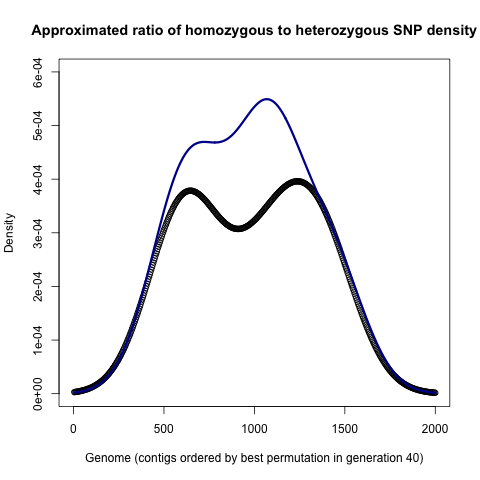 Approximated ratio of homozygous to heterozygous SNP density
6e-04
5e-04
4e-04
3e-04
2e-04
1e-04
0e+00
Density
0 500 1000 1500 2000
Genome (contigs ordered by best permutation in generation 40)